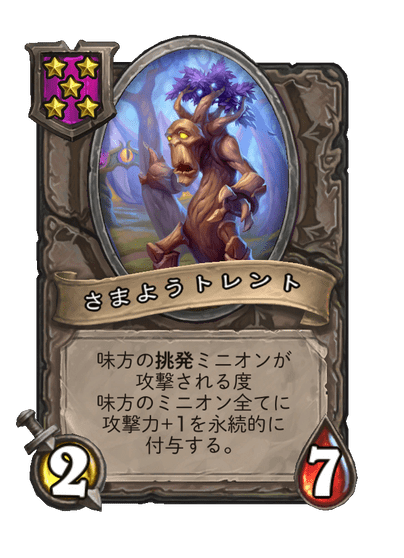 さまようトレント
味方の挑発ミニオンが
攻撃される度
味方のミニオン全てに
攻撃力+1を永続的に
付与する。
2
7